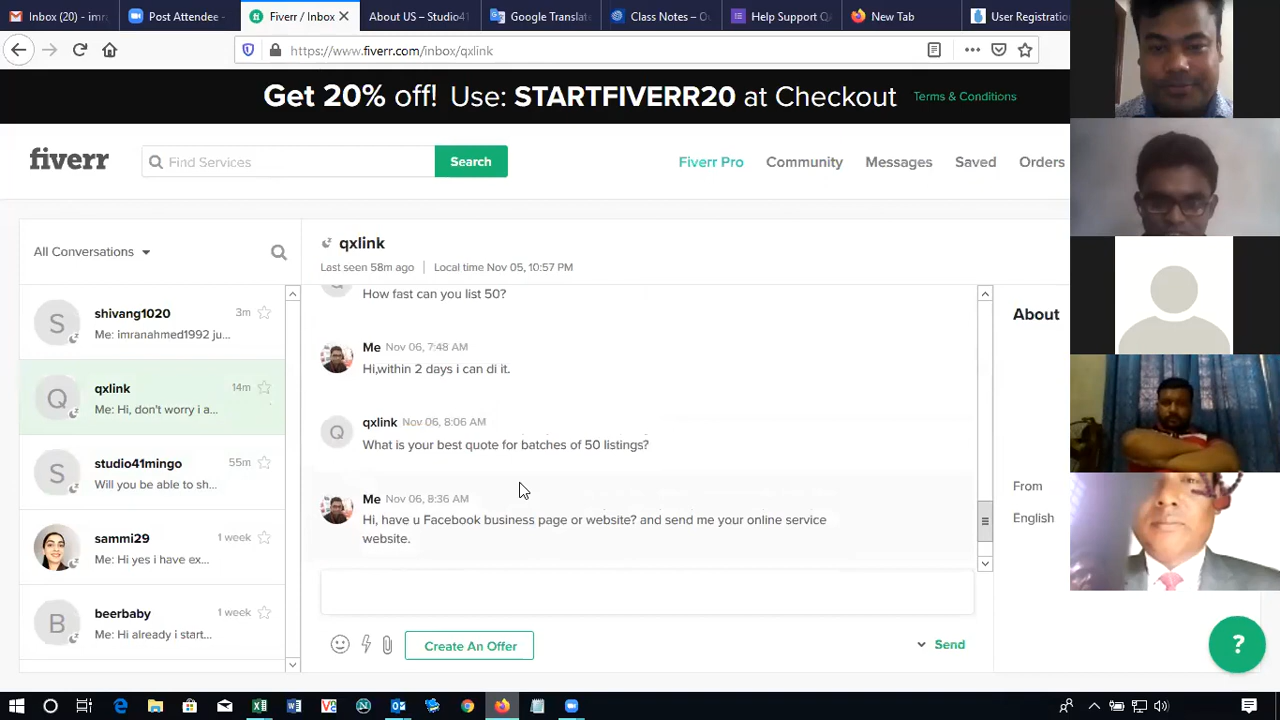 Inbox (20) - imr
Post Attendee -
Fiverr / Inbox
About US – Studio41
Google Translat
Class Notes – O
Help Support Q
New Tab
User Registratio
https://www.fiverr.com/inbox/qxlink
Get 20% off! Use: STARTFIVERR20 at Checkout Terms & Conditions
fiverr
Find Services
Search
Fiverr Pro
Community
Messages
Saved
Orders
All Conversations
shivang1020 3m
Me: imranahmed1992 ju...
qxlink 14m
Me: Hi, don't worry i a...
studio41mingo 55m
Will you be able to sh...
sammi29 1 week
Me: Hi yes i have ex...
beerbaby 1 week
Me: Hi already i start...
qxlink
Last seen 58m ago | Local time Nov 05, 10:57 PM
How fast can you list 50?
Me Nov 06, 7:48 AM
Hi,within 2 days i can di it.
qxlink Nov 06, 8:06 AM
What is your best quote for batches of 50 listings?
Me Nov 06, 8:36 AM
Hi, have u Facebook business page or website? and send me your online service
website.
Create An Offer
Send
About
From
English
S
Q
S
B
Q
?